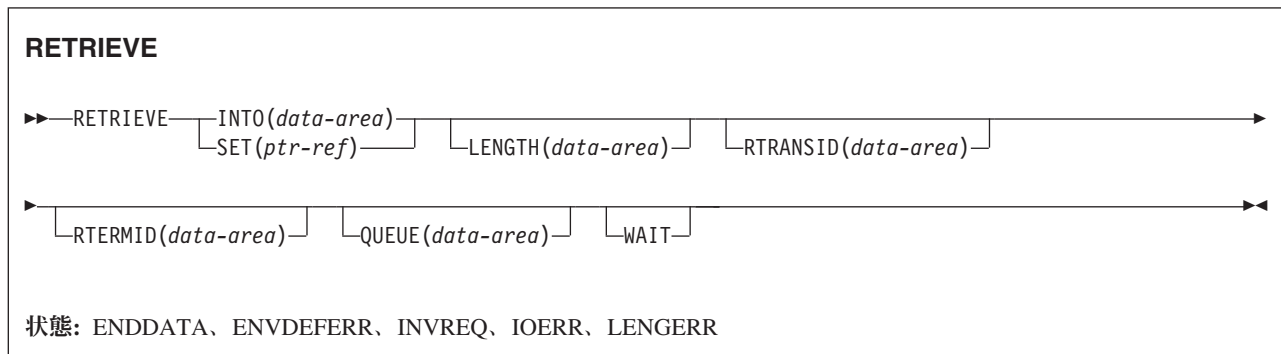 RETRIEVE
RETRIEVE INTO(data-area)
SET(ptr-ref) LENGTH(data-area) RTRANSID(data-area)
RTERMID(data-area) QUEUE(data-area) WAIT
状態: ENDDATA、ENVDEFERR、INVREQ、IOERR、LENGERR